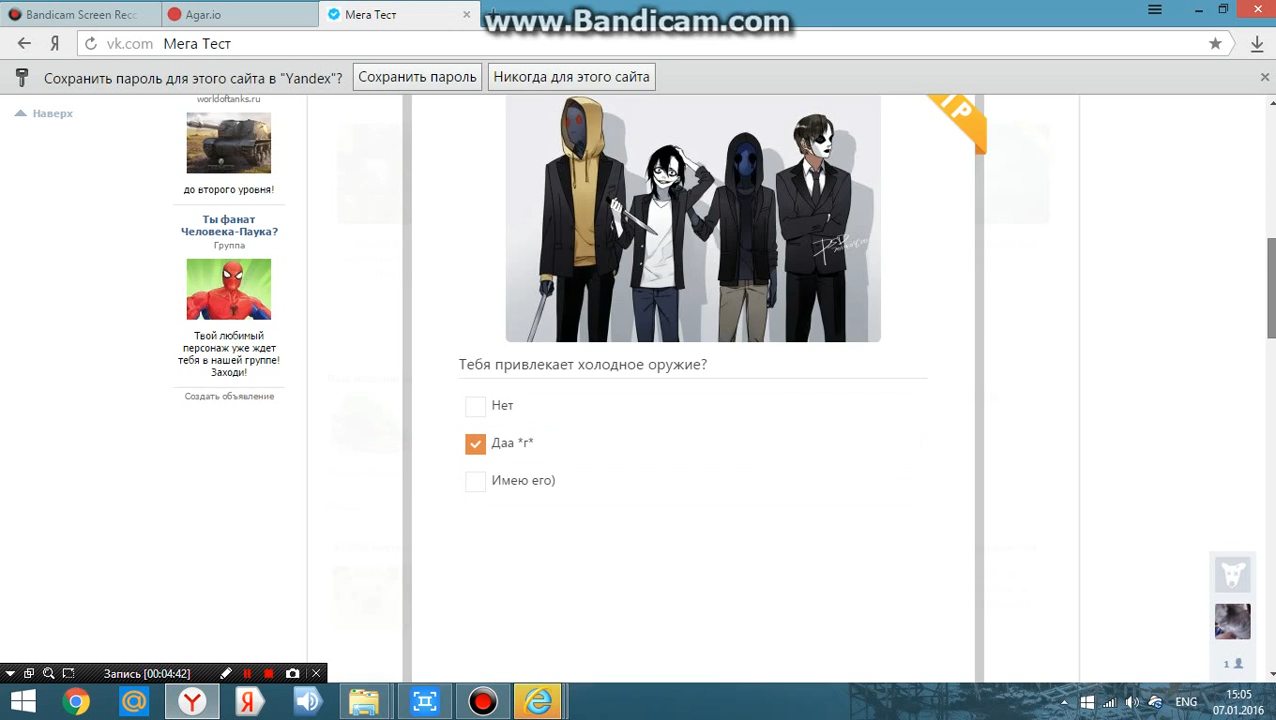 Bandicam Screen Reco
Agar.io
Мега Тест
www.Bandicam.com
Я
vk.com Мега Тест
Сохранить пароль для этого сайта в "Yandex"?
Сохранить пароль
Никогда для этого сайта
Наверх
worldoftanks.ru
до второго уровня!
Ты фанат
Человека-Паука?
Группа
Твой любимый
персонаж уже ждет
тебя в нашей группе!
Заходи!
Создать объявление
IP
Тебя привлекает холодное оружие?
Нет
Даа *г*
Имею его)
1
Запись [00:04:42]
ENG
15:05
07.01.2016